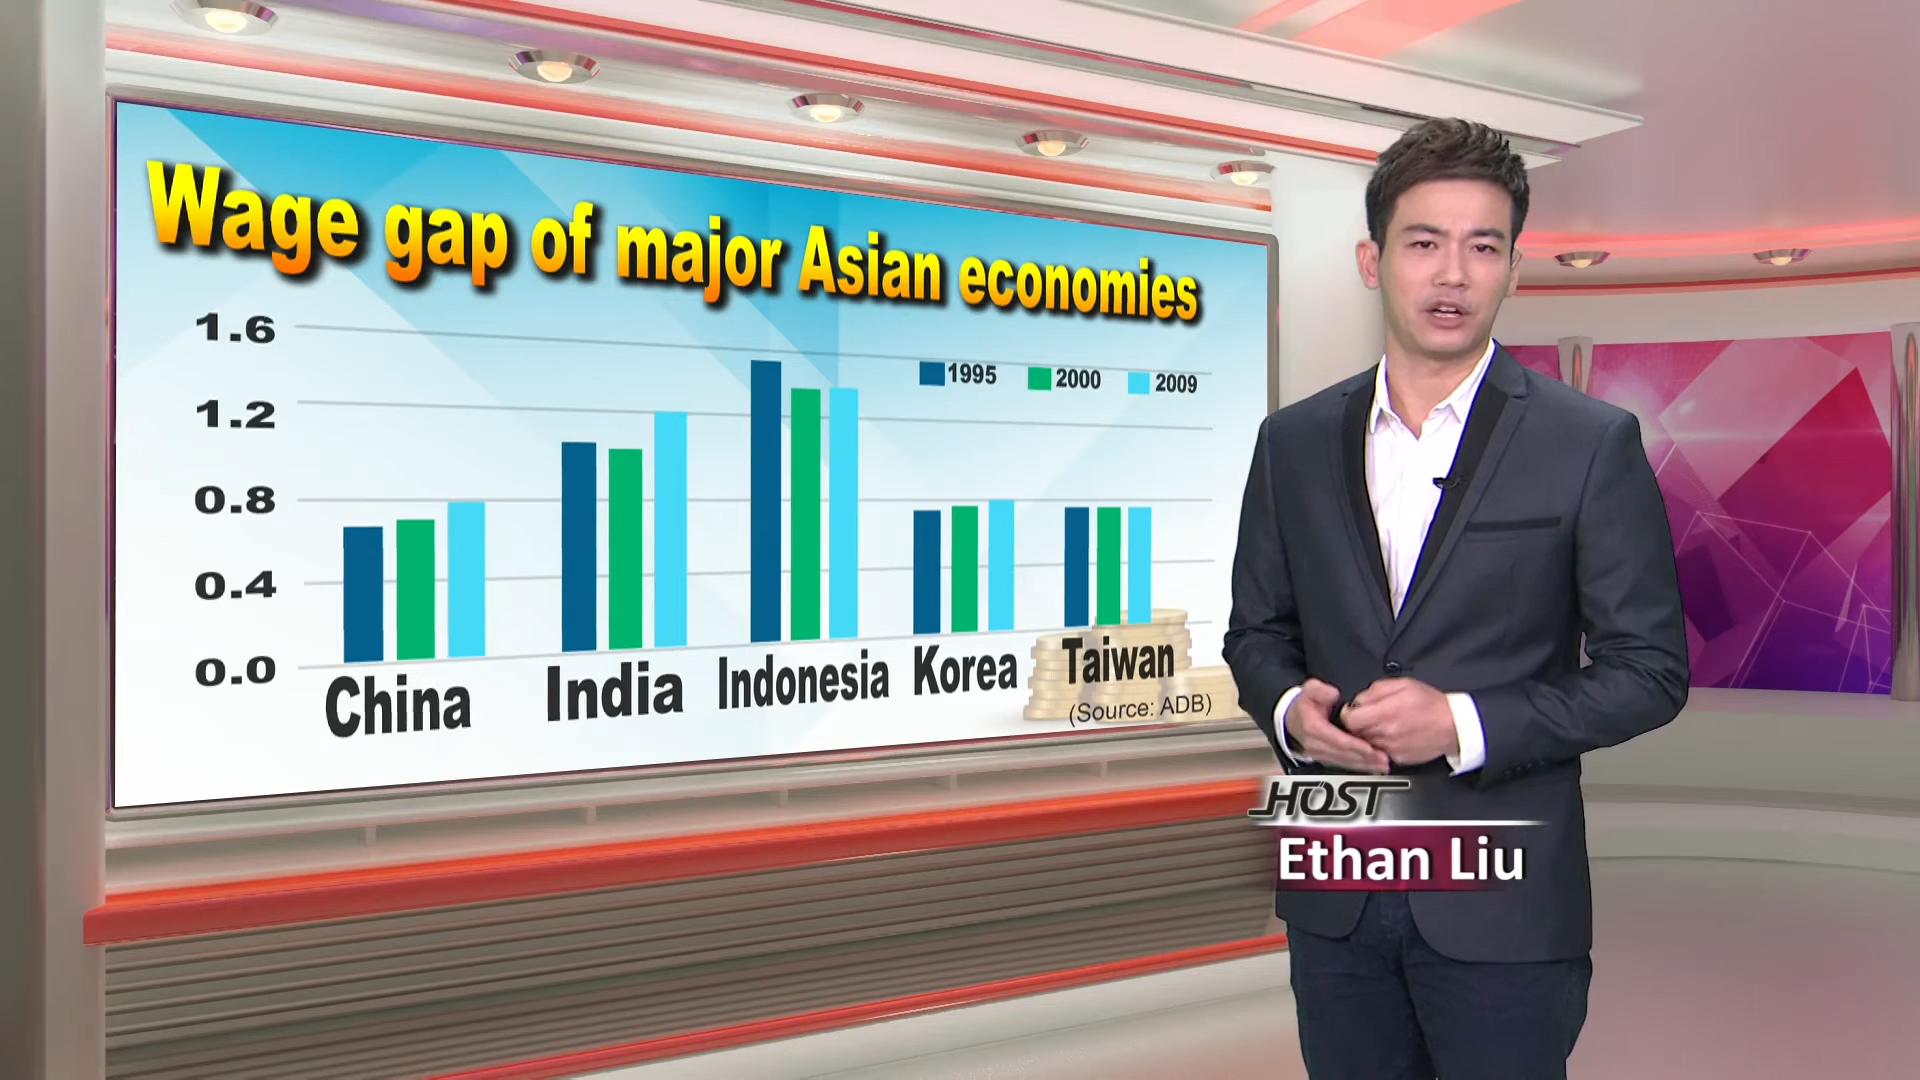 Wage gap of major Asian economies
1.6
1995 2000 2009
1.2
0.8
0.4
0.0
China India Indonesia Korea Taiwan
(Source: ADB)
HOST
Ethan Liu